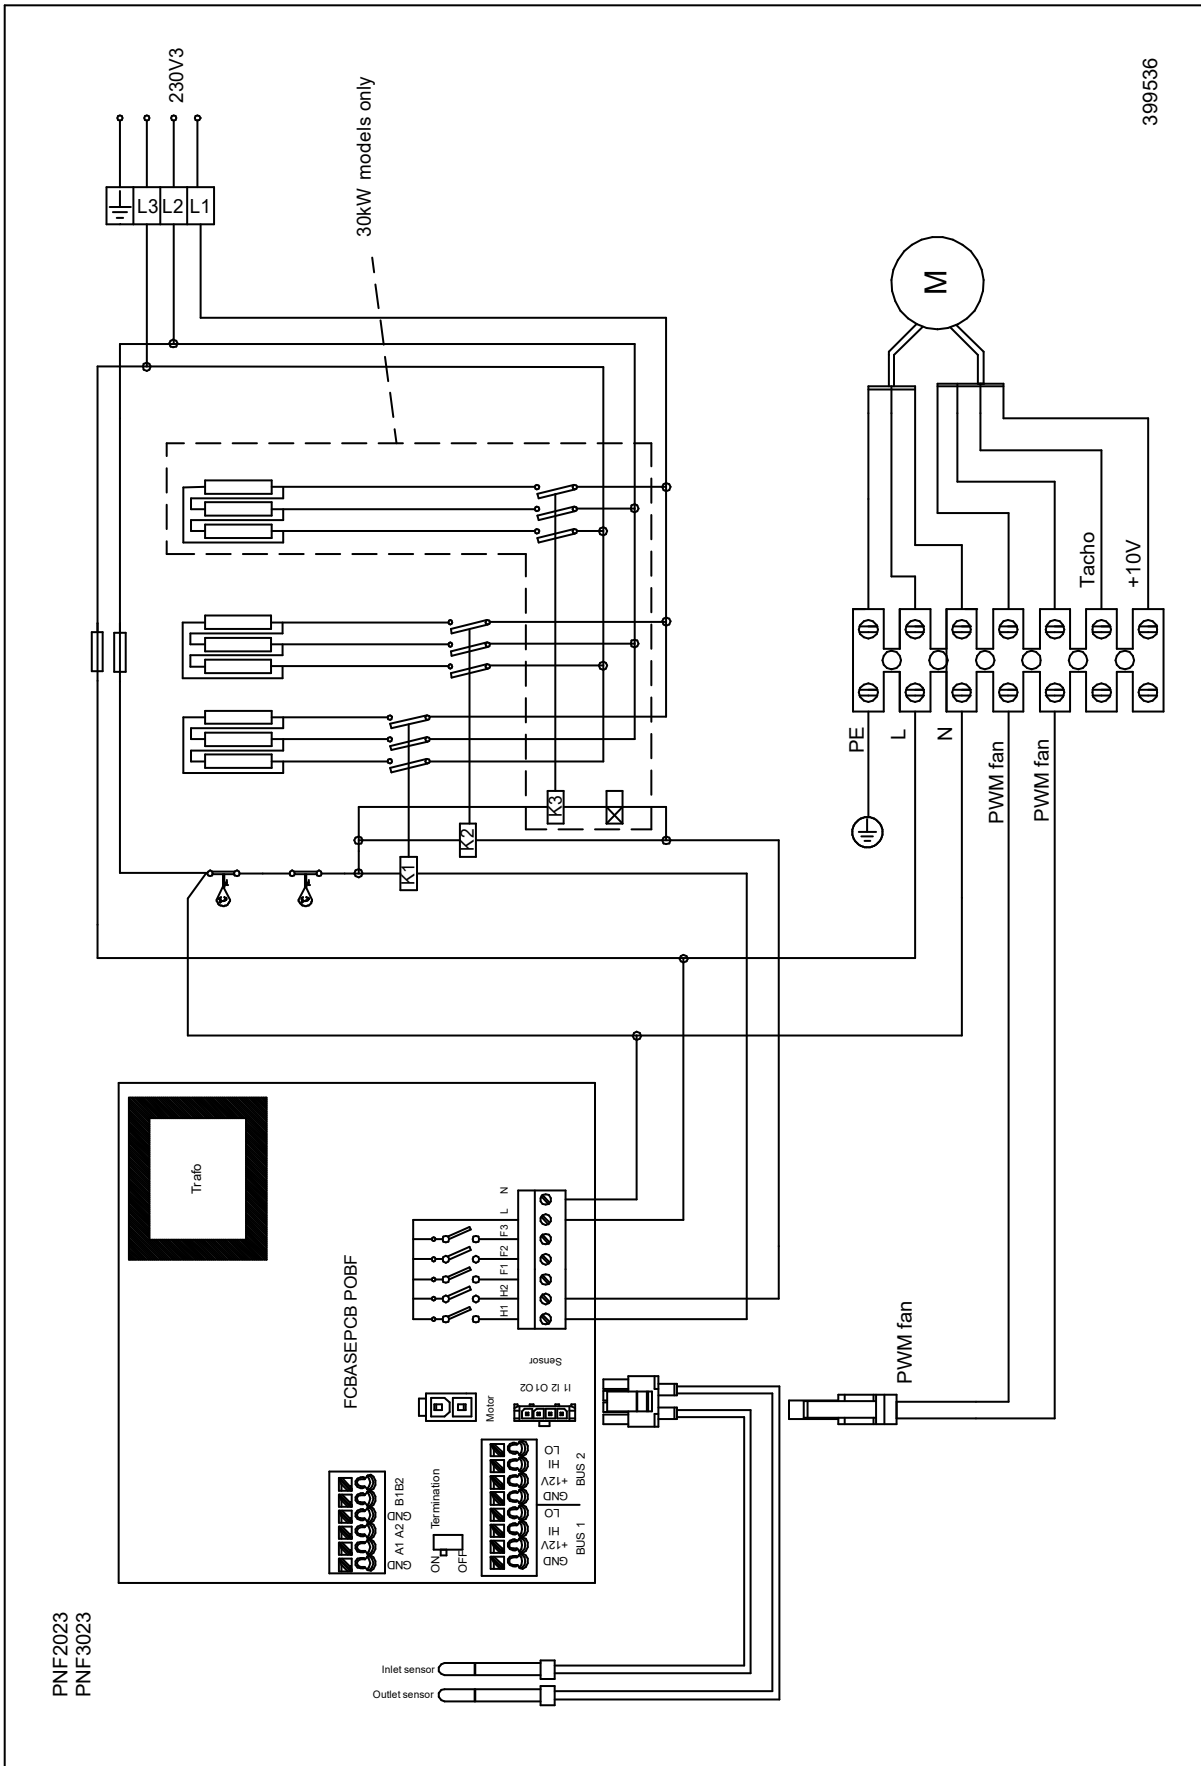 PNF2023
PNF3023
399536
230V3
L3
L2
L1
30kW models only
M
K1
K2
K3
PE
L
N
PWM fan
PWM fan
Tacho
+10V
Trafo
FCBASEPCB POBF
H1
H2
F1
F2
F3
L
N
Sensor
I1 I2 O1 O2
Motor
GND
A1 A2
GND
B1B2
Termination
ON
OFF
GND
+12V
HI
LO
GND
+12V
HI
LO
BUS 1
BUS 2
PWM fan
Inlet sensor
Outlet sensor